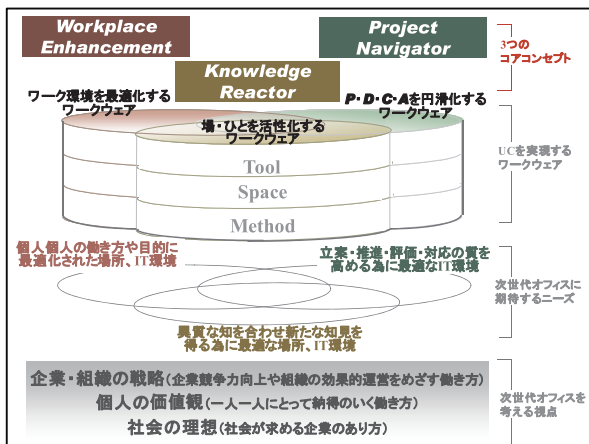 Workplace
Enhancement
Project
Navigator
3つの
コアコンセプト
Knowledge
Reactor
ワーク環境を最適化する
ワークウェア
P・D・C・Aを円滑化する
ワークウェア
場・ひとを活性化する
ワークウェア
UCを実現する
ワークウェア
Tool
Space
Method
個人個人の働き方や目的に
最適化された場所、IT環境
立案・推進・評価・対応の質を
高める為に最適なIT環境
次世代オフィスに
期待するニーズ
異質な知を合わせ新たな知見を
得る為に最適な場所、IT環境
企業・組織の戦略(企業競争力向上や組織の効果的運営をめざす働き方)
個人の価値観(一人一人にとって納得のいく働き方)
社会の理想(社会が求める企業のあり方)
次世代オフィスを
考える視点